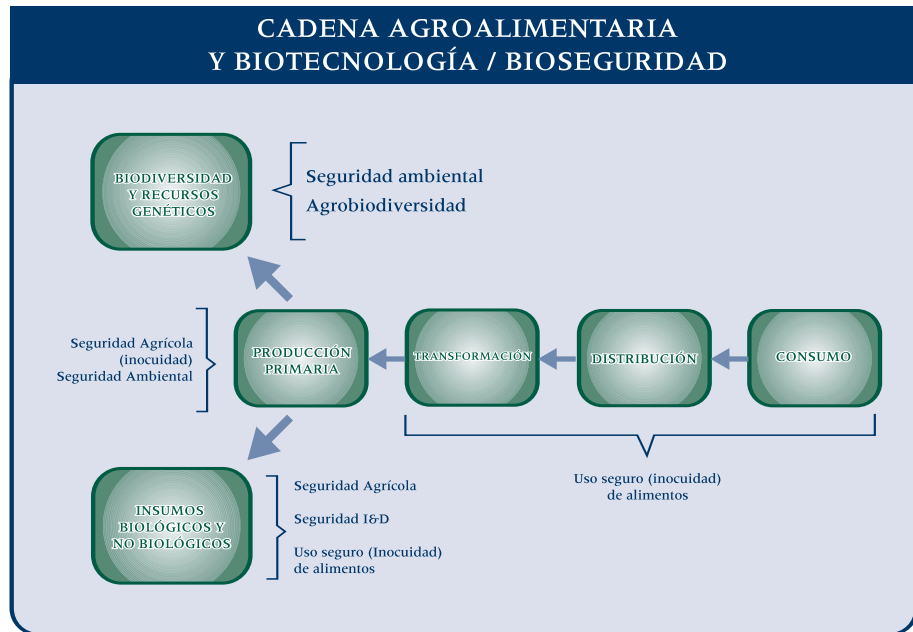 CADENA AGROALIMENTARIA
Y BIOTECNOLOGÍA / BIOSEGURIDAD
BIODIVERSIDAD
Y RECURSOS
GENÉTICOS
Seguridad ambiental
Agrobiodiversidad
Seguridad Agrícola
(inocuidad)
Seguridad Ambiental
PRODUCCIÓN
PRIMARIA
TRANSFORMACIÓN
DISTRIBUCIÓN
CONSUMO
Uso seguro (inocuidad)
de alimentos
INSUMOS
BIOLÓGICOS Y
NO BIOLÓGICOS
Seguridad Agrícola
Seguridad I&D
Uso seguro (Inocuidad)
de alimentos